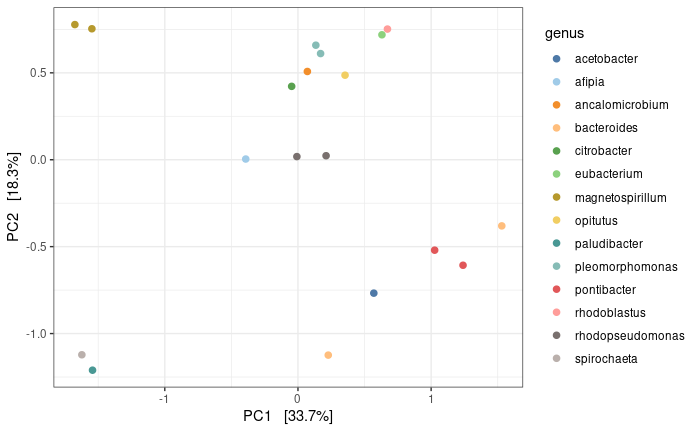 genus
acetobacter
afipia
ancalomicrobium
bacteroides
citrobacter
eubacterium
magnetospirillum
opitutus
paludibacter
pleomorphomonas
pontibacter
rhodoblastus
rhodopseudomonas
spirochaeta
0.5
0.0
-0.5
-1.0
PC2 [18.3%]
-1
0
1
PC1 [33.7%]